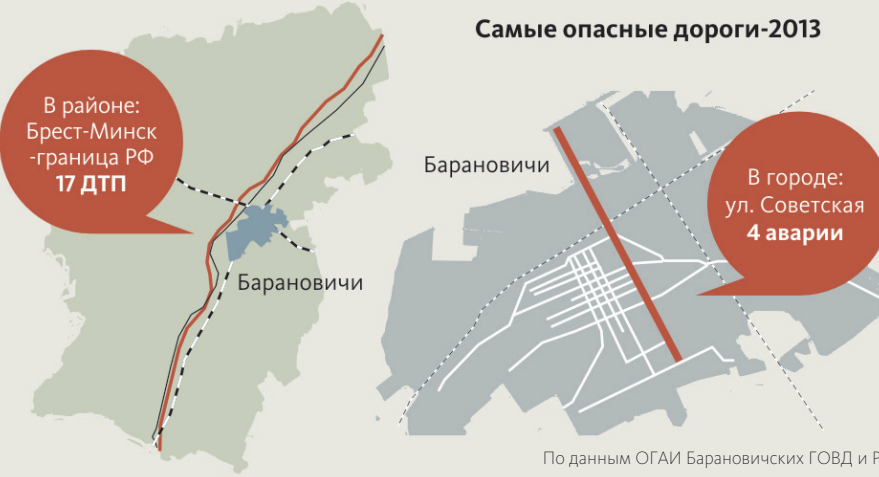 Самые опасные дороги-2013
В районе:
Брест-Минск
-граница РФ
17 ДТП
Барановичи
Барановичи
В городе:
ул. Советская
4 аварии
По данным ОГАИ Барановичских ГОВД и Р